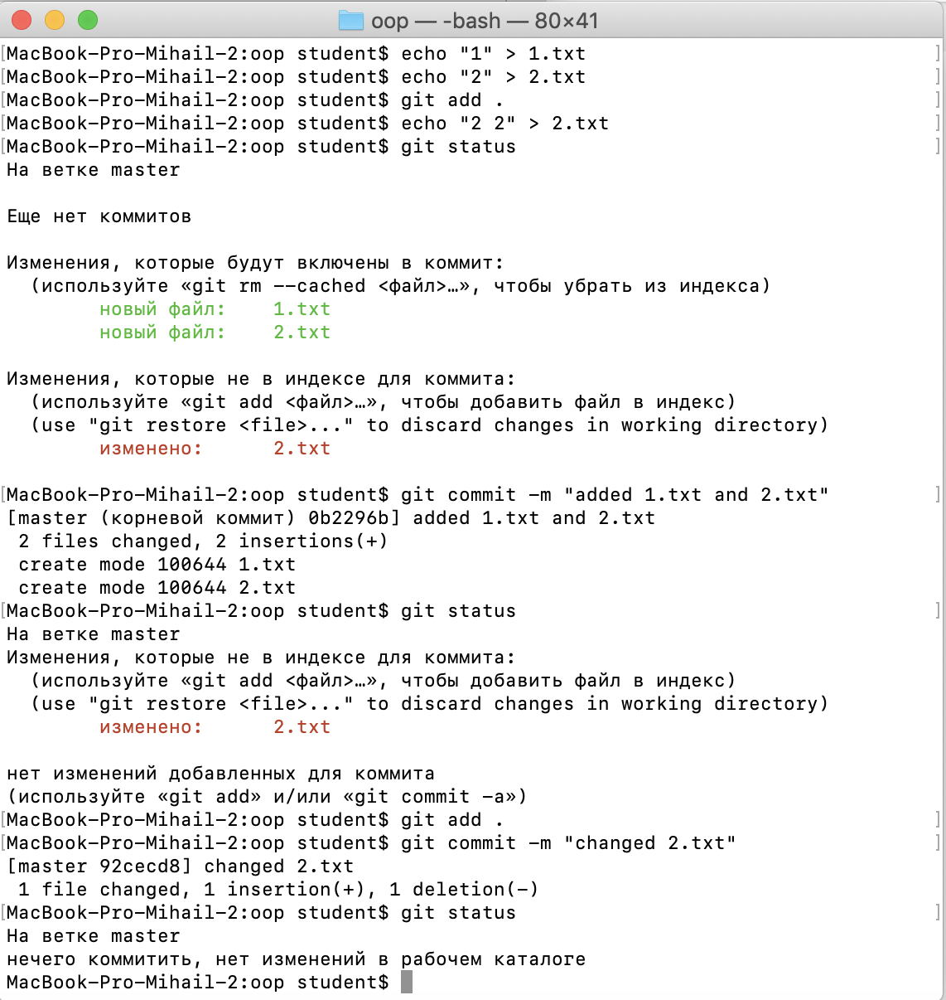 oop — -bash — 80×41
[MacBook-Pro-Mihail-2:oop student$ echo "1" > 1.txt ]
[MacBook-Pro-Mihail-2:oop student$ echo "2" > 2.txt ]
[MacBook-Pro-Mihail-2:oop student$ git add . ]
[MacBook-Pro-Mihail-2:oop student$ echo "2 2" > 2.txt ]
[MacBook-Pro-Mihail-2:oop student$ git status ]
На ветке master
Еще нет коммитов
Изменения, которые будут включены в коммит:
(используйте «git rm --cached <файл>…», чтобы убрать из индекса)
новый файл: 1.txt
новый файл: 2.txt
Изменения, которые не в индексе для коммита:
(используйте «git add <файл>…», чтобы добавить файл в индекс)
(use "git restore <file>..." to discard changes in working directory)
изменено: 2.txt
[MacBook-Pro-Mihail-2:oop student$ git commit -m "added 1.txt and 2.txt" ]
[master (корневой коммит) 0b2296b] added 1.txt and 2.txt
2 files changed, 2 insertions(+)
create mode 100644 1.txt
create mode 100644 2.txt
[MacBook-Pro-Mihail-2:oop student$ git status ]
На ветке master
Изменения, которые не в индексе для коммита:
(используйте «git add <файл>…», чтобы добавить файл в индекс)
(use "git restore <file>..." to discard changes in working directory)
изменено: 2.txt
нет изменений добавленных для коммита
(используйте «git add» и/или «git commit -a»)
[MacBook-Pro-Mihail-2:oop student$ git add . ]
[MacBook-Pro-Mihail-2:oop student$ git commit -m "changed 2.txt" ]
[master 92cecd8] changed 2.txt
1 file changed, 1 insertion(+), 1 deletion(-)
[MacBook-Pro-Mihail-2:oop student$ git status ]
На ветке master
нечего коммитить, нет изменений в рабочем каталоге
MacBook-Pro-Mihail-2:oop student$